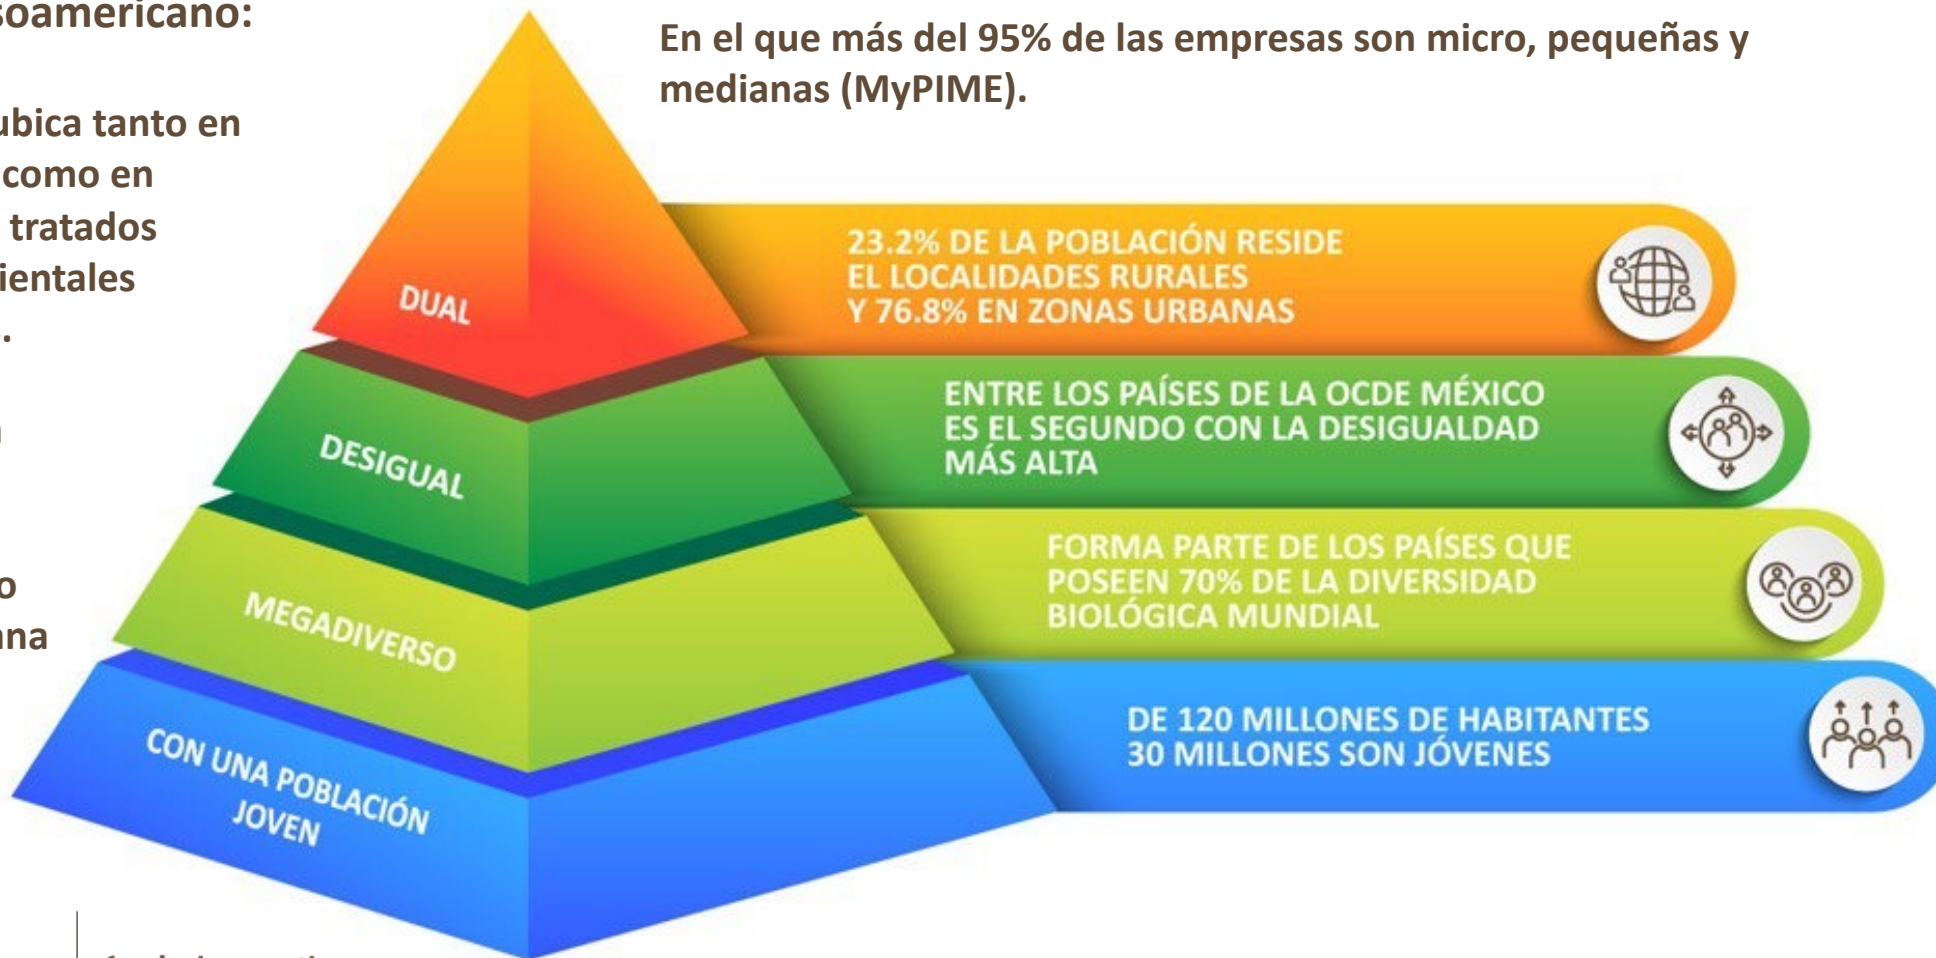 soamericano:
ubica tanto en
como en
tratados
ientales
.
o
ana
En el que más del 95% de las empresas son micro, pequeñas y
medianas (MyPIME).
DUAL
23.2% DE LA POBLACIÓN RESIDE
EL LOCALIDADES RURALES
Y 76.8% EN ZONAS URBANAS
DESIGUAL
ENTRE LOS PAÍSES DE LA OCDE MÉXICO
ES EL SEGUNDO CON LA DESIGUALDAD
MÁS ALTA
MEGADIVERSO
FORMA PARTE DE LOS PAÍSES QUE
POSEEN 70% DE LA DIVERSIDAD
BIOLÓGICA MUNDIAL
CON UNA POBLACIÓN
JOVEN
DE 120 MILLONES DE HABITANTES
30 MILLONES SON JÓVENES